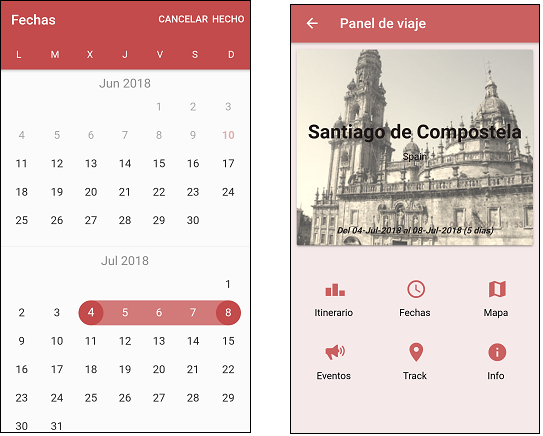 Fechas CANCELAR HECHO
L M X J V S D
Jun 2018
1 2 3
4 5 6 7 8 9 10
11 12 13 14 15 16 17
18 19 20 21 22 23 24
25 26 27 28 29 30
Jul 2018
1
2 3 4 5 6 7 8
9 10 11 12 13 14 15
16 17 18 19 20 21 22
23 24 25 26 27 28 29
30 31
Panel de viaje
Santiago de Compostela
Spain
Del 04-Jul-2018 al 08-Jul-2018 (5 días)
Itinerario Fechas Mapa
Eventos Track Info